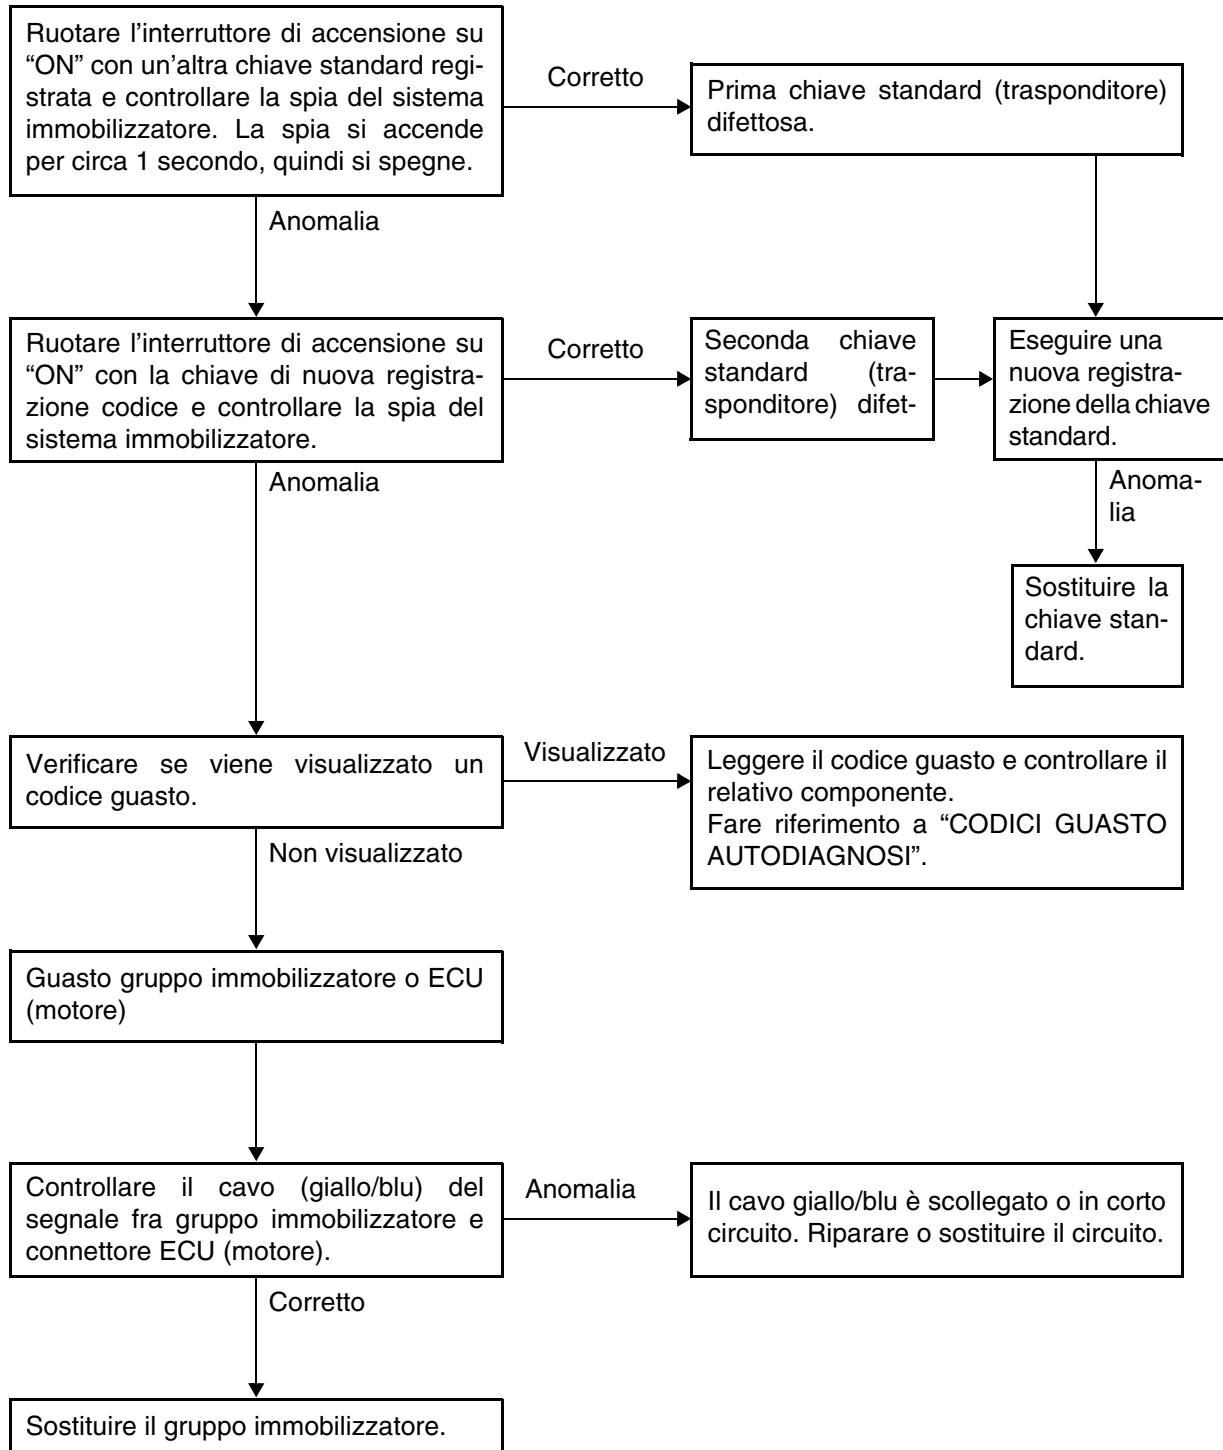 Ruotare l’interruttore di accensione su
“ON” con un’altra chiave standard regi-
strata e controllare la spia del sistema
immobilizzatore. La spia si accende
per circa 1 secondo, quindi si spegne.
Corretto
Prima chiave standard (trasponditore)
difettosa.
Anomalia
Ruotare l’interruttore di accensione su
“ON” con la chiave di nuova registra-
zione codice e controllare la spia del
sistema immobilizzatore.
Corretto
Seconda chiave
standard (tra-
sponditore) difet-
Eseguire una
nuova registra-
zione della chiave
standard.
Anomalia
Anoma-
lia
Sostituire la
chiave stan-
dard.
Verificare se viene visualizzato un
codice guasto.
Visualizzato
Leggere il codice guasto e controllare il
relativo componente.
Fare riferimento a “CODICI GUASTO
AUTODIAGNOSI”.
Non visualizzato
Guasto gruppo immobilizzatore o ECU
(motore)
Controllare il cavo (giallo/blu) del
segnale fra gruppo immobilizzatore e
connettore ECU (motore).
Anomalia
Il cavo giallo/blu è scollegato o in corto
circuito. Riparare o sostituire il circuito.
Corretto
Sostituire il gruppo immobilizzatore.